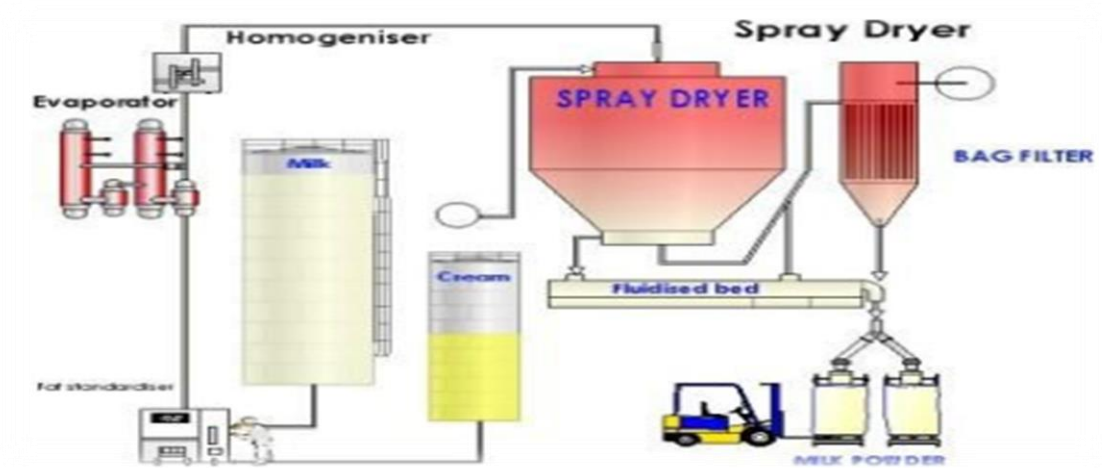 Spray Dryer
Homogeniser
SPRAY DRYER
Evaporator
BAG FILTER
Milk
Cream
Fluidised bed
Fat standardiser
MILK POWDER